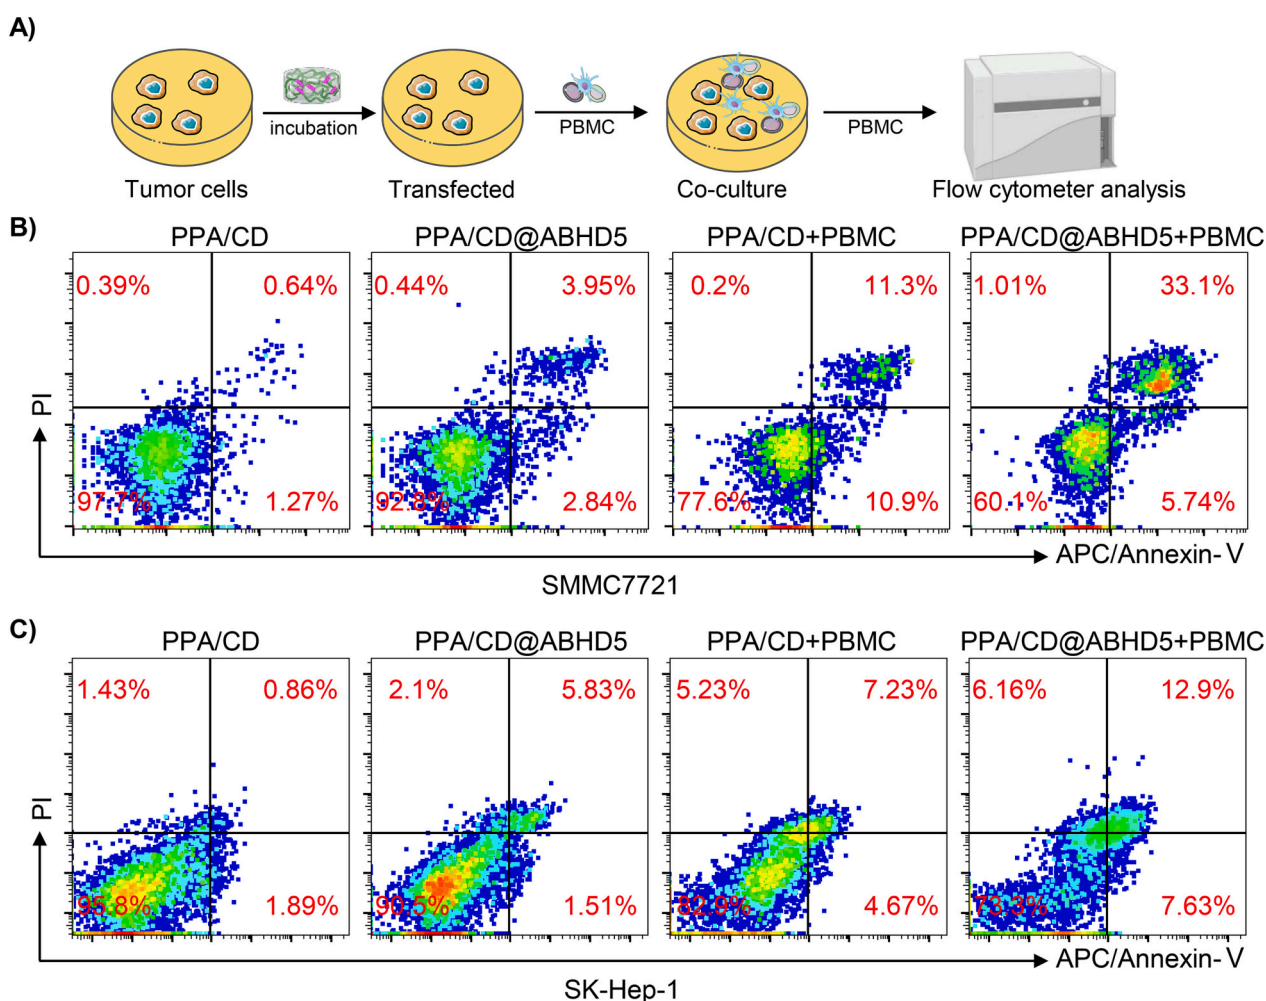 A)
incubation
PBMC
PBMC
Tumor cells
Transfected
Co-culture
Flow cytometer analysis
B)
PPA/CD
PPA/CD@ABHD5
PPA/CD+PBMC
PPA/CD@ABHD5+PBMC
0.39%
0.64%
0.44%
3.95%
0.2%
11.3%
1.01%
33.1%
PI
97.7%
1.27%
92.8%
2.84%
77.6%
10.9%
60.1%
5.74%
APC/Annexin- V
SMMC7721
C)
PPA/CD
PPA/CD@ABHD5
PPA/CD+PBMC
PPA/CD@ABHD5+PBMC
1.43%
0.86%
2.1%
5.83%
5.23%
7.23%
6.16%
12.9%
PI
95.8%
1.89%
90.5%
1.51%
82.9%
4.67%
73.3%
7.63%
APC/Annexin- V
SK-Hep-1